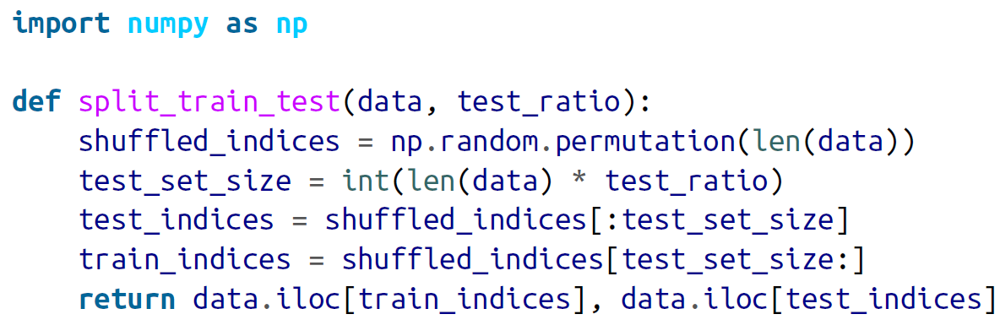 import numpy as np
def split_train_test(data, test_ratio):
    shuffled_indices = np.random.permutation(len(data))
    test_set_size = int(len(data) * test_ratio)
    test_indices = shuffled_indices[:test_set_size]
    train_indices = shuffled_indices[test_set_size:]
    return data.iloc[train_indices], data.iloc[test_indices]